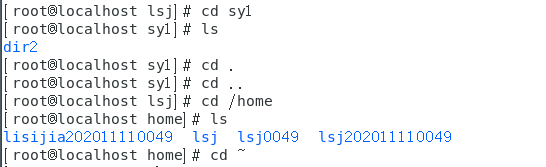 [root@localhost lsj]# cd sy1
[root@localhost sy1]# ls
dir2
[root@localhost sy1]# cd .
[root@localhost sy1]# cd ..
[root@localhost lsj]# cd /home
[root@localhost home]# ls
lisijia202011110049  lsj  lsj0049  lsj202011110049
[root@localhost home]# cd ~